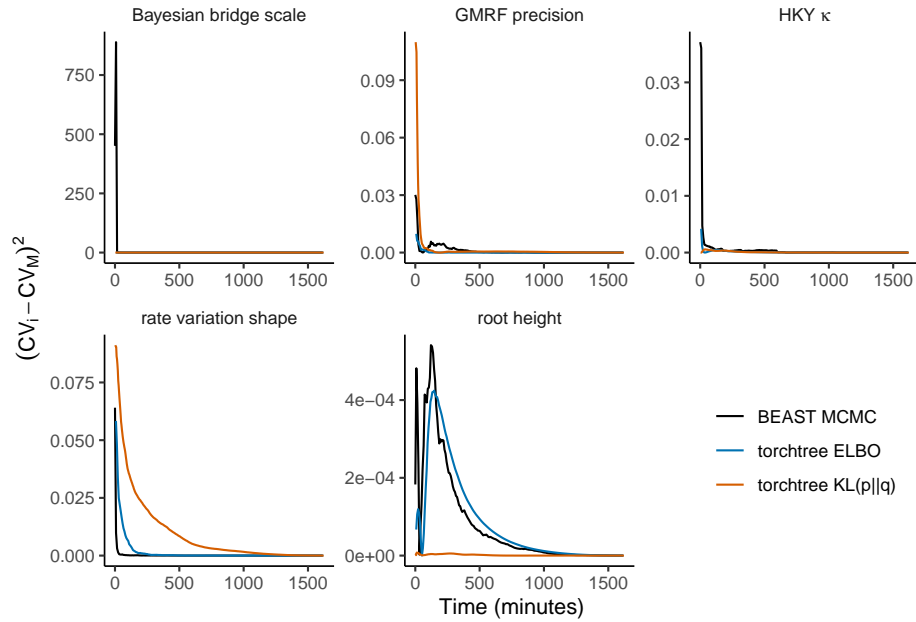 Bayesian bridge scale
GMRF precision
HKY κ
750
500
250
0
0 500 1000 1500
0.09
0.06
0.03
0.00
0 500 1000 1500
0.03
0.02
0.01
0.00
0 500 1000 1500
(CV_i − CV_M)^2
rate variation shape
root height
0.075
0.050
0.025
0.000
0 500 1000 1500
4e−04
2e−04
0e+00
0 500 1000 1500
Time (minutes)
BEAST MCMC
torchtree ELBO
torchtree KL(p||q)